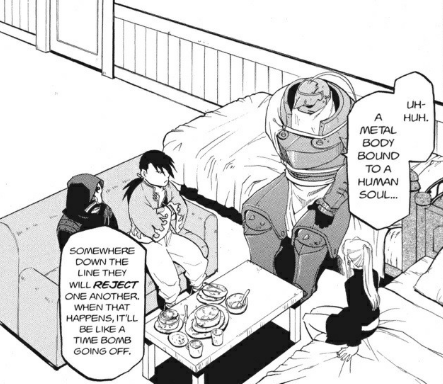 UH-
HUH.
A
METAL
BODY
BOUND
TO A
HUMAN
SOUL...
SOMEWHERE
DOWN THE
LINE THEY
WILL REJECT
ONE ANOTHER.
WHEN THAT
HAPPENS, IT'LL
BE LIKE A
TIME BOMB
GOING OFF.